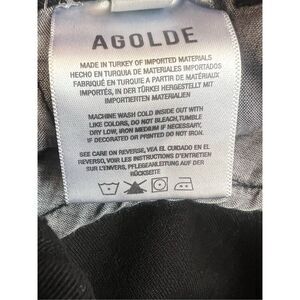 AGOLDE
MADE IN TURKEY OF IMPORTED MATERIALS
HECHO EN TURQUIA DE MATERIALES IMPORTADOS
FABRIQUÉ EN TURQUIE A PARTIR DE MATÉRIAUX
IMPORTÉS, IN DER TÜRKEI HERGESTELLT MIT
IMPORTIERTEN MATERIALIEN
MACHINE WASH COLD INSIDE OUT WITH
LIKE COLORS, DO NOT BLEACH, TUMBLE
DRY LOW, IRON MEDIUM IF NECESSARY,
IF DECORATED OR PRINTED DO NOT IRON.
SEE CARE ON REVERSE, VEA EL CUIDADO EN EL
REVERSO, VOIR LES INSTRUCTIONS D'ENTRETIEN
SUR L'ENVERS, PFLEGEANLEITUNG AUF DER
RÜCKSEITE